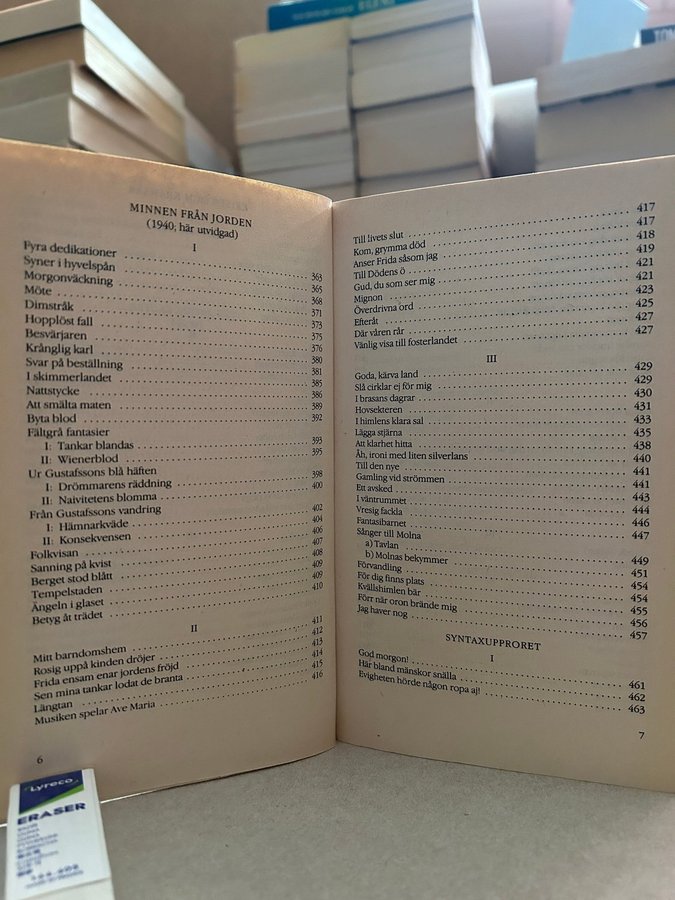 MINNEN FRÅN JORDEN
(1940; här utvidgad)
I
Fyra dedikationer 363
Syner i hyvelspån 365
Morgonväckning 368
Möte 371
Dimstråk 373
Hopplöst fall 375
Besvärjaren 376
Krånglig karl 380
Svar på beställning 381
I skimmerlandet 385
Nattstycke 386
Att smälta maten 389
Byta blod 392
Fältgrå fantasier
I: Tankar blandas 393
II: Wienerblod 395
Ur Gustafssons blå häften
I: Drömmarens räddning 398
II: Naivitetens blomma 400
Från Gustafssons vandring
I: Hämnarkväde 402
II: Konsekvensen 404
Folkvisan 406
Sanning på kvist 407
Berget stod blått 408
Tempelstaden 409
Ängeln i glaset 409
Betyg åt trädet 410
II
Mitt barndomshem 411
Rosig uppå kinden dröjer 412
Frida ensam enar jordens fröjd 413
Sen mina tankar lodat de branta 414
Längtan 415
Musiken spelar Ave Maria 416
6
Till livets slut 417
Kom, grymma död 417
Anser Frida såsom jag 418
Till Dödens ö 419
Gud, du som ser mig 421
Mignon 421
Överdrivna ord 423
Efteråt 425
Där våren rår 427
Vänlig visa till fosterlandet 427
III
Goda, kärva land 429
Slå cirklar ej för mig 429
I brasans dagrar 430
Hovsekteren 431
I himlens klara sal 433
Lägga stjärna 435
Att klarhet hitta 438
Åh, ironi med liten silverlans 440
Till den nye 441
Gamling vid strömmen 441
Ett avsked 443
I väntrummet 444
Vresig fackla 446
Fantasibarnet 447
Sånger till Molna
a) Tavlan 449
b) Molnas bekymmer 451
Förvandling 454
För dig finns plats 454
Kvällshimlen bär 455
Förr när oron brände mig 456
Jag haver nog 457
SYNTAXUPPRORET
I
God morgon! 461
Här bland mänskor snälla 462
Evigheten hörde någon ropa aj! 463
7
Lyreco
ERASER